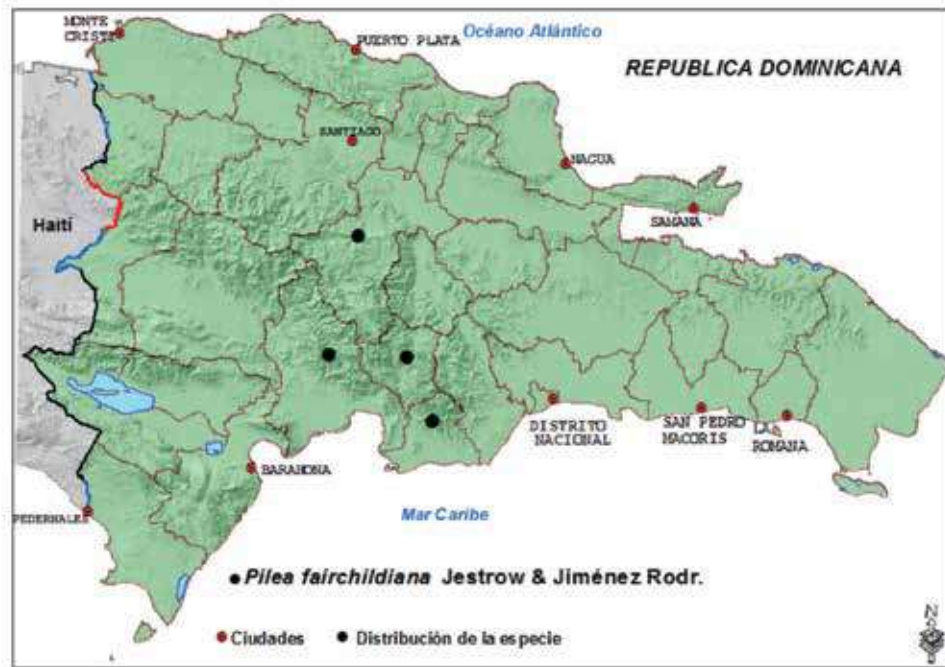 MONTE
CRISTI
PUERTO PLATA
Océano Atlántico
REPUBLICA DOMINICANA
SANTIAGO
NAGUA
Haití
SAMANA
DISTRITO
NACIONAL
SAN PEDRO
MACORIS
LA
ROMANA
BARAHONA
PEDERNALES
Mar Caribe
Pilea fairchildiana Jestrow & Jiménez Rodr.
Ciudades
Distribución de la especie